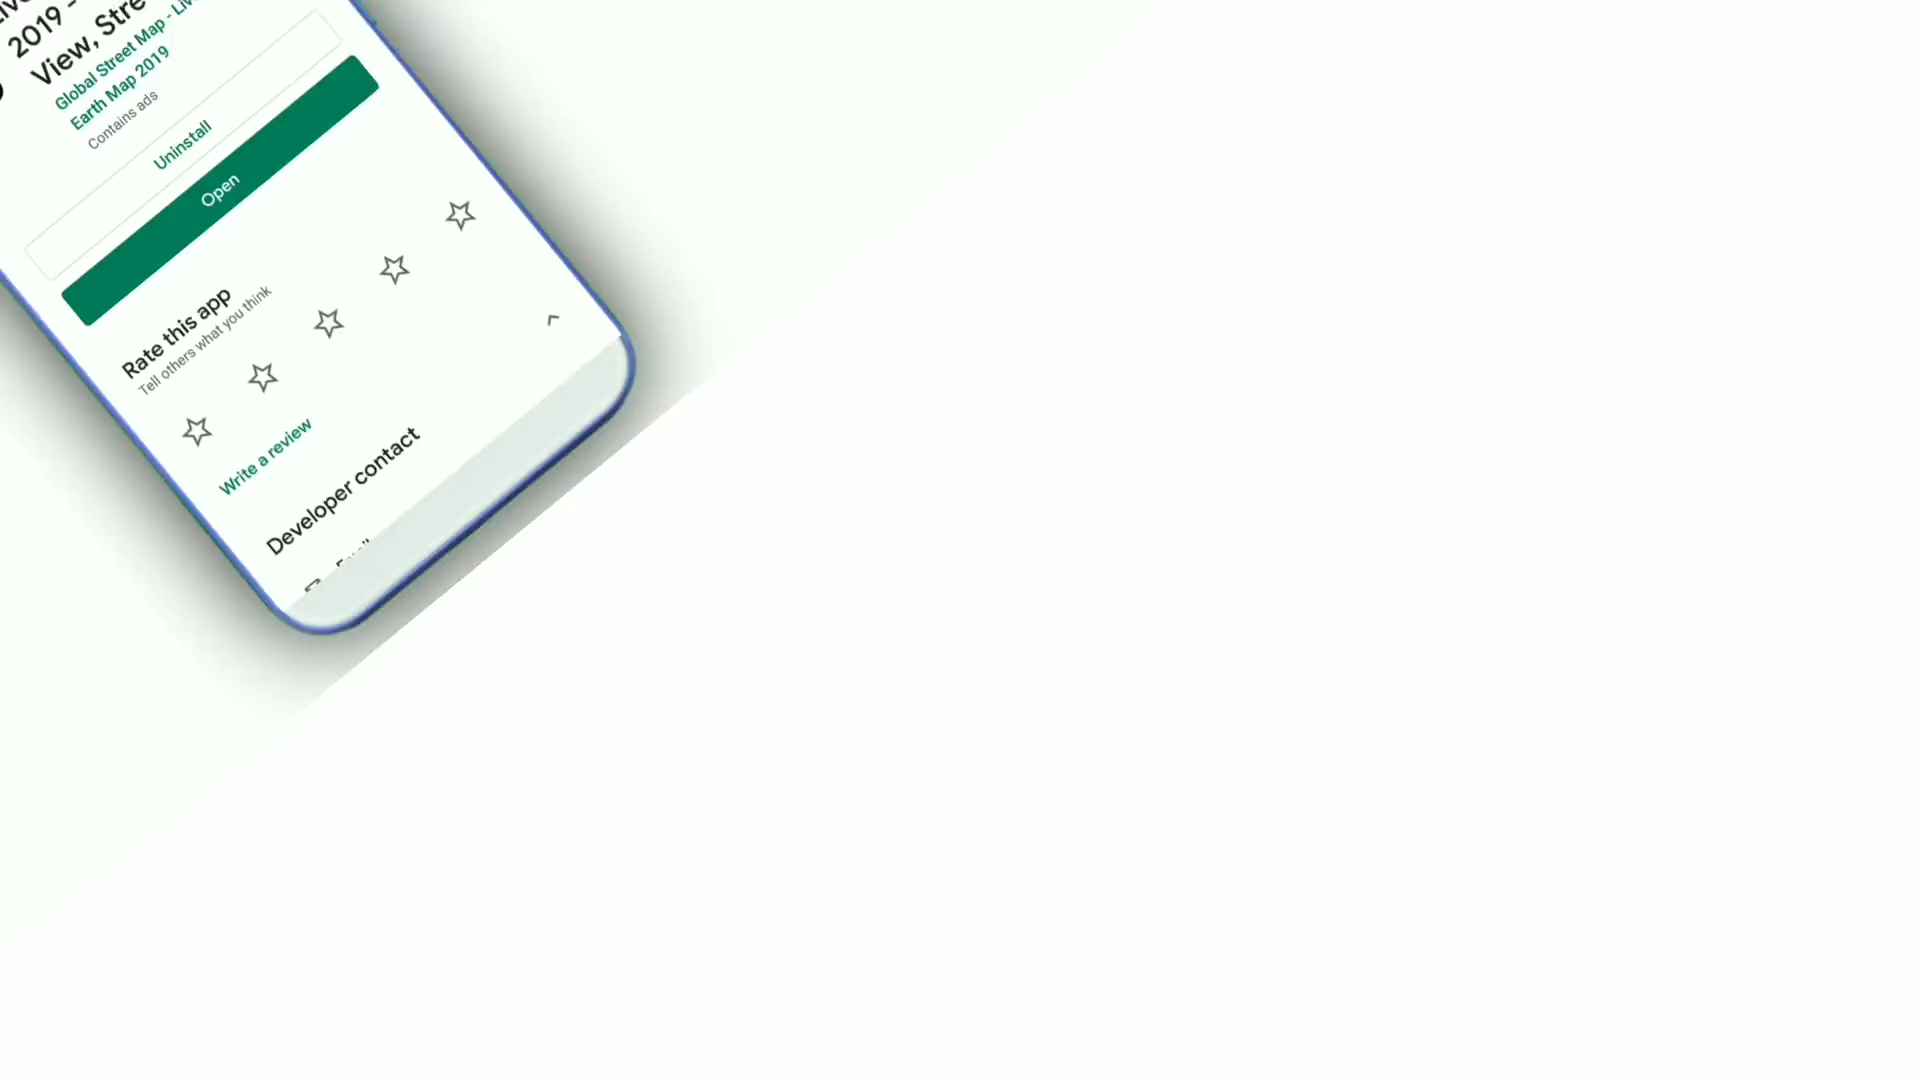 2019 -
View, Stre
Global Street Map - Liv
Earth Map 2019
Contains ads
Uninstall
Open
Rate this app
Tell others what you think
Write a review
Developer contact